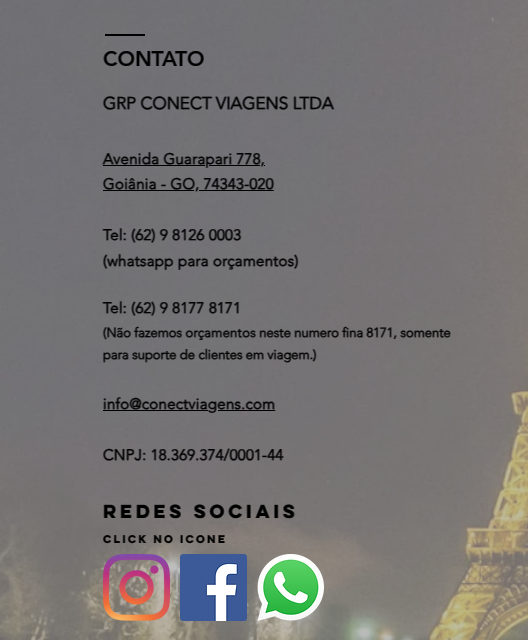 CONTATO
GRP CONECT VIAGENS LTDA
Avenida Guarapari 778,
Goiânia - GO, 74343-020
Tel: (62) 9 8126 0003
(whatsapp para orçamentos)
Tel: (62) 9 8177 8171
(Não fazemos orçamentos neste numero fina 8171, somente
para suporte de clientes em viagem.)
info@conectviagens.com
CNPJ: 18.369.374/0001-44
REDES SOCIAIS
CLICK NO ICONE